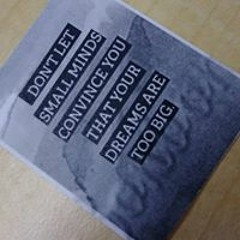 DON'T LET
SMALL MINDS
CONVINCE YOU
THAT YOUR
DREAMS ARE
TOO BIG.